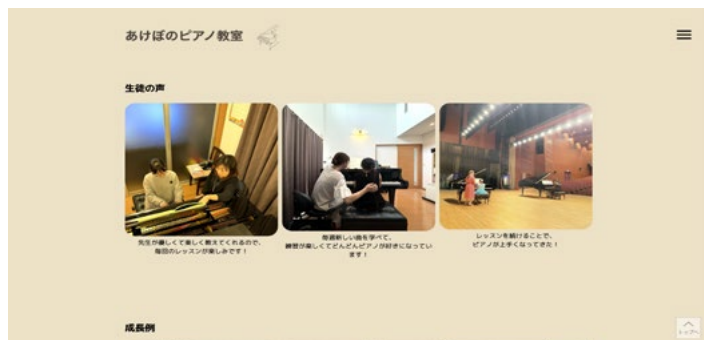 あけぼのピアノ教室
生徒の声
先生が優しくて楽しく教えてくれるので、
毎回のレッスンが楽しみです！
毎週新しい曲を学べて、
練習が楽しくてどんどんピアノが好きになってい
ます！
レッスンを続けることで、
ピアノが上手くなってきた！
成長例
トップへ